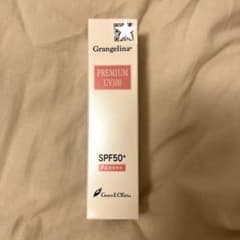 Grangelina®
PREMIUM
UV100
SPF50+
PA++++